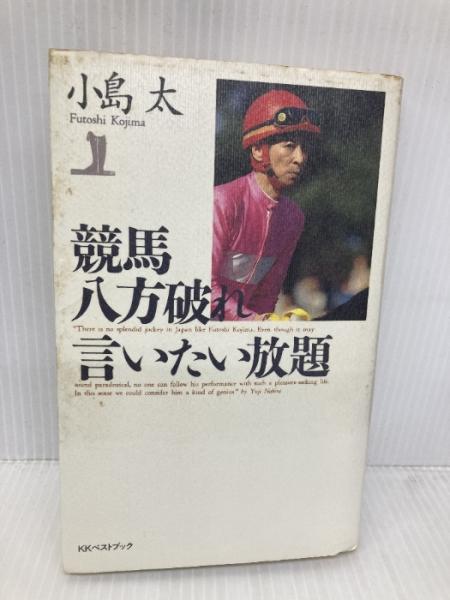 小島 太
Futoshi Kojima
競馬
八方破れ
"There is no splendid jockey in Japan like Futoshi Kojima. Even though it may
言いたい放題
sound paradoxical, no one can follow his performance with such a pleasure-seeking life.
In this sense we could consider him a kind of genius" by Yuji
KKベストブック